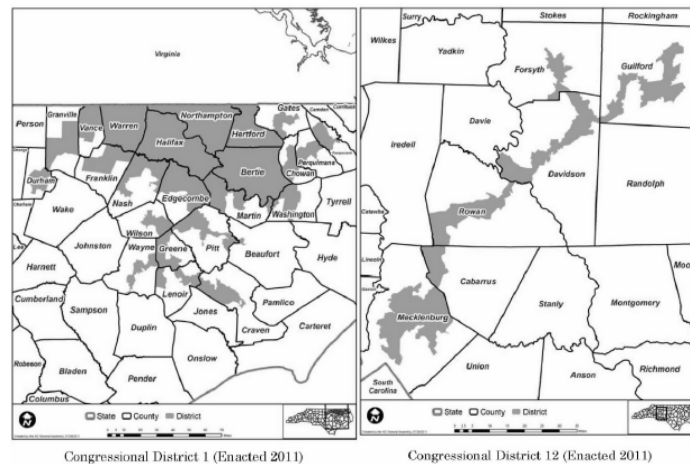 Virginia
Granville
Person
Vance
Warren
Northampton
Gates
Camden
Hertford
Halifax
Perquimans
Bertie
Chowan
Franklin
Durham
Nash
Edgecombe
Martin
Washington
Tyrrell
Wake
Wilson
Pitt
Johnston
Wayne
Greene
Beaufort
Hyde
Lee
Harnett
Lenoir
Jones
Pamlico
Craven
Carteret
Cumberland
Sampson
Duplin
Onslow
Robeson
Bladen
Pender
Columbus
State County District
Congressional District 1 (Enacted 2011)
Surry
Stokes
Rockingham
Wilkes
Yadkin
Forsyth
Guilford
Davie
Iredell
Davidson
Randolph
Catawba
Rowan
Lincoln
Cabarrus
Stanly
Montgomery
Mecklenburg
Union
Anson
Richmond
South
Carolina
State County District
Congressional District 12 (Enacted 2011)